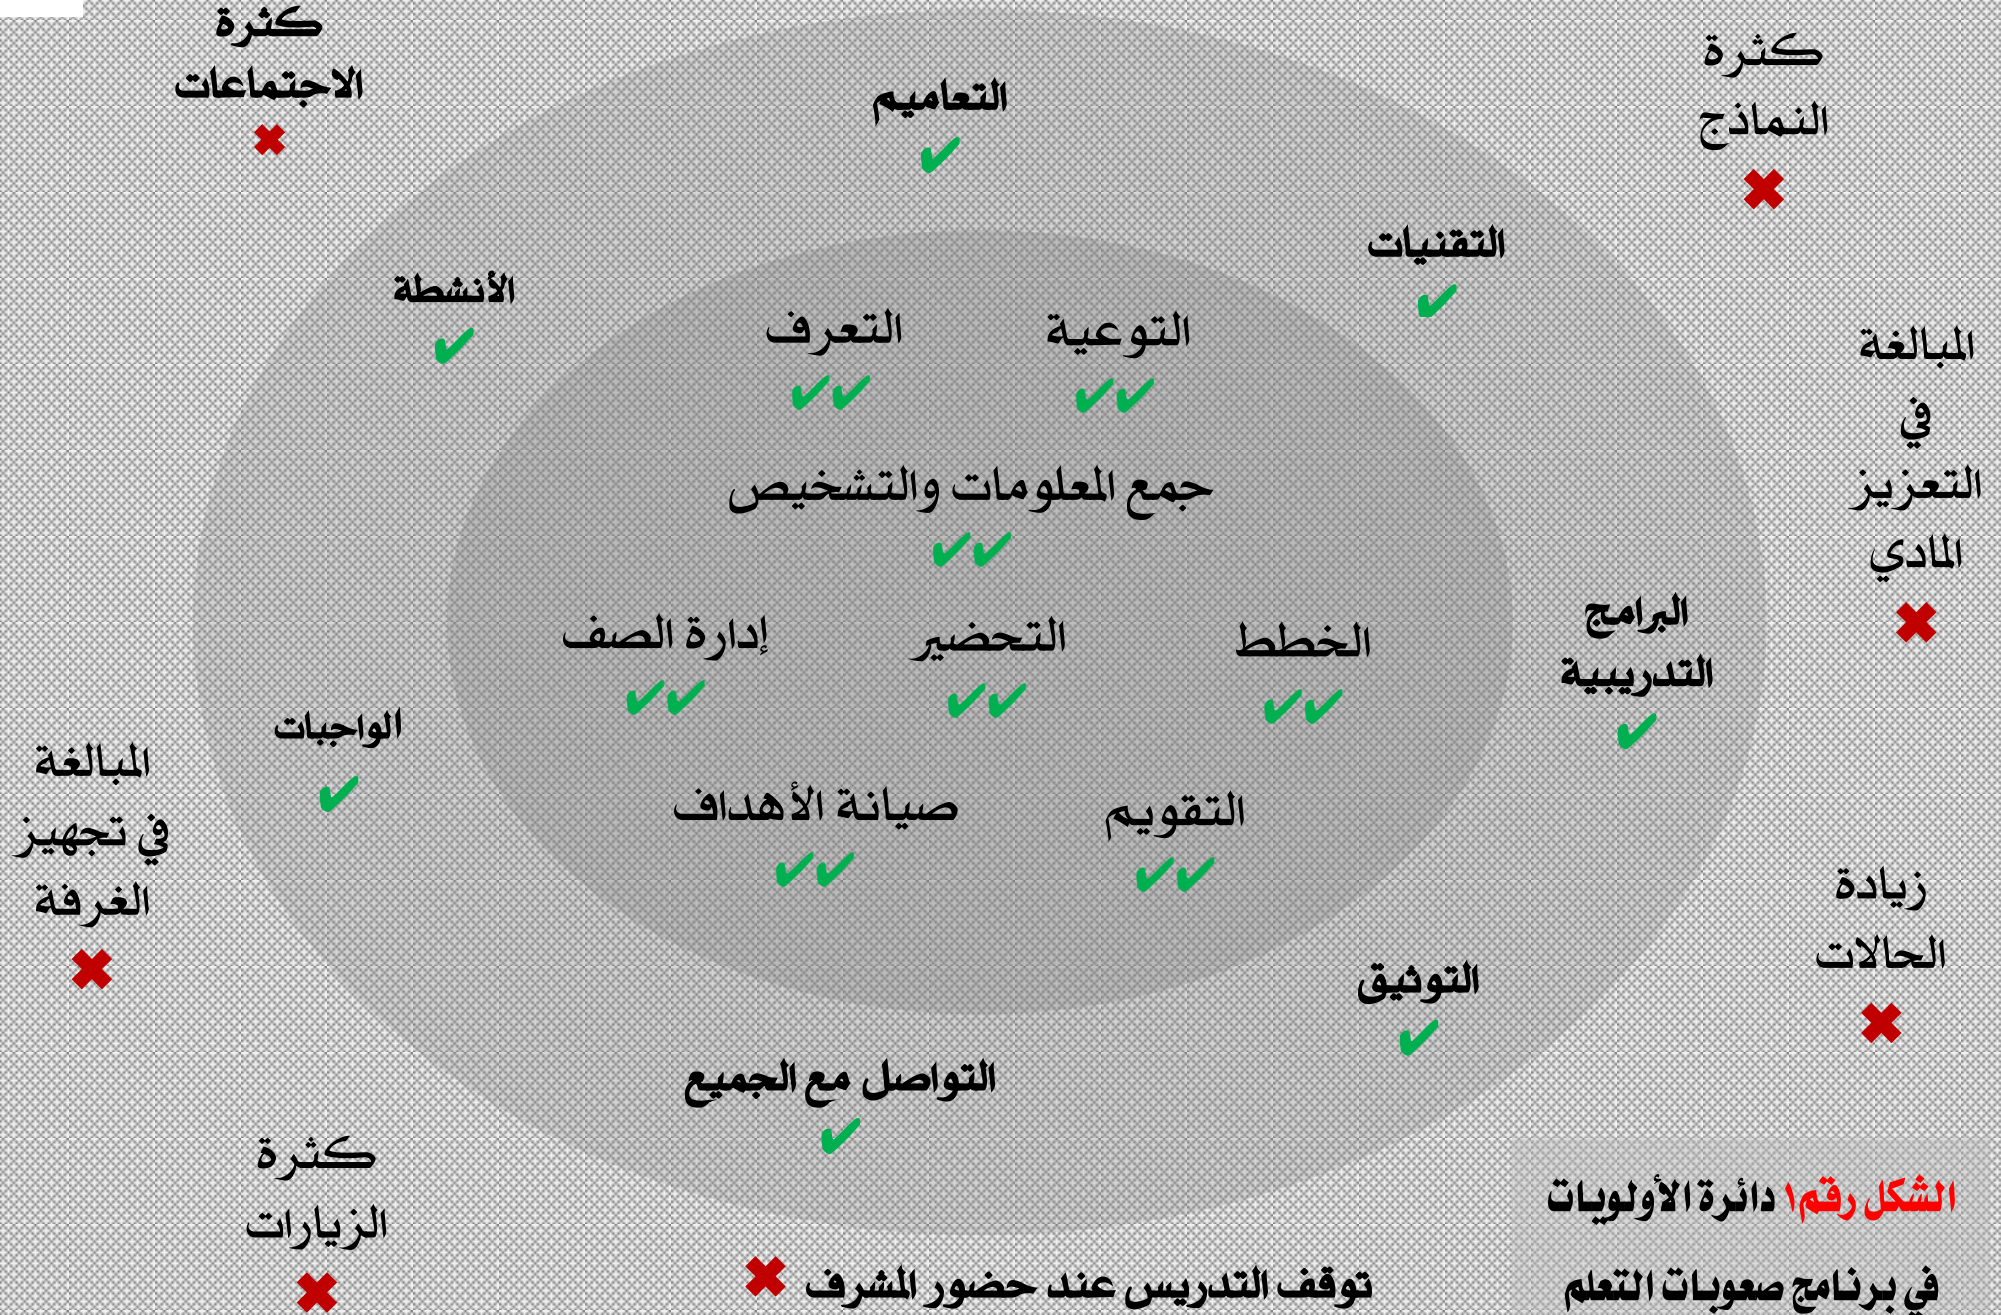 كثرة
النماذج
كثرة
الاجتماعات
التعاميم
التقنيات
الأنشطة
التوعية
التعرف
المبالغة
في
التعزيز
المادي
جمع المعلومات والتشخيص
البرامج
التدريبية
الخطط
التحضير
إدارة الصف
الواجبات
المبالغة
في تجهيز
الغرفة
التقويم
صيانة الأهداف
زيادة
الحالات
التوثيق
التواصل مع الجميع
كثرة
الزيارات
الشكل رقم١ دائرة الأولويات
في برنامج صعوبات التعلم
توقف التدريس عند حضور المشرف